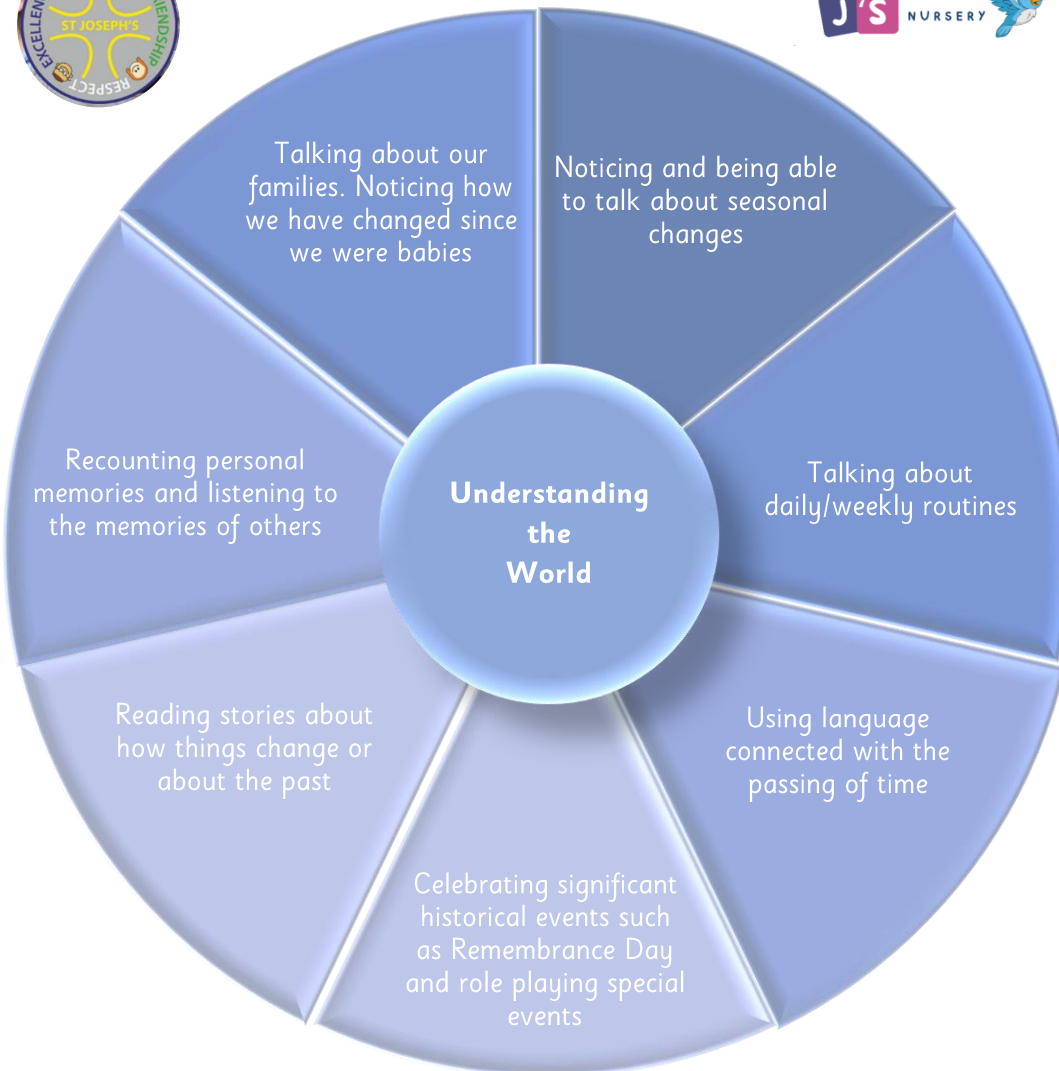 EXCELLEN
ST JOSEPH'S
RIENDSHIP
RESPECT
J'S NURSERY
Talking about our
families. Noticing how
we have changed since
we were babies
Noticing and being able
to talk about seasonal
changes
Talking about
daily/weekly routines
Using language
connected with the
passing of time
Celebrating significant
historical events such
as Remembrance Day
and role playing special
events
Reading stories about
how things change or
about the past
Recounting personal
memories and listening to
the memories of others
Understanding
the
World